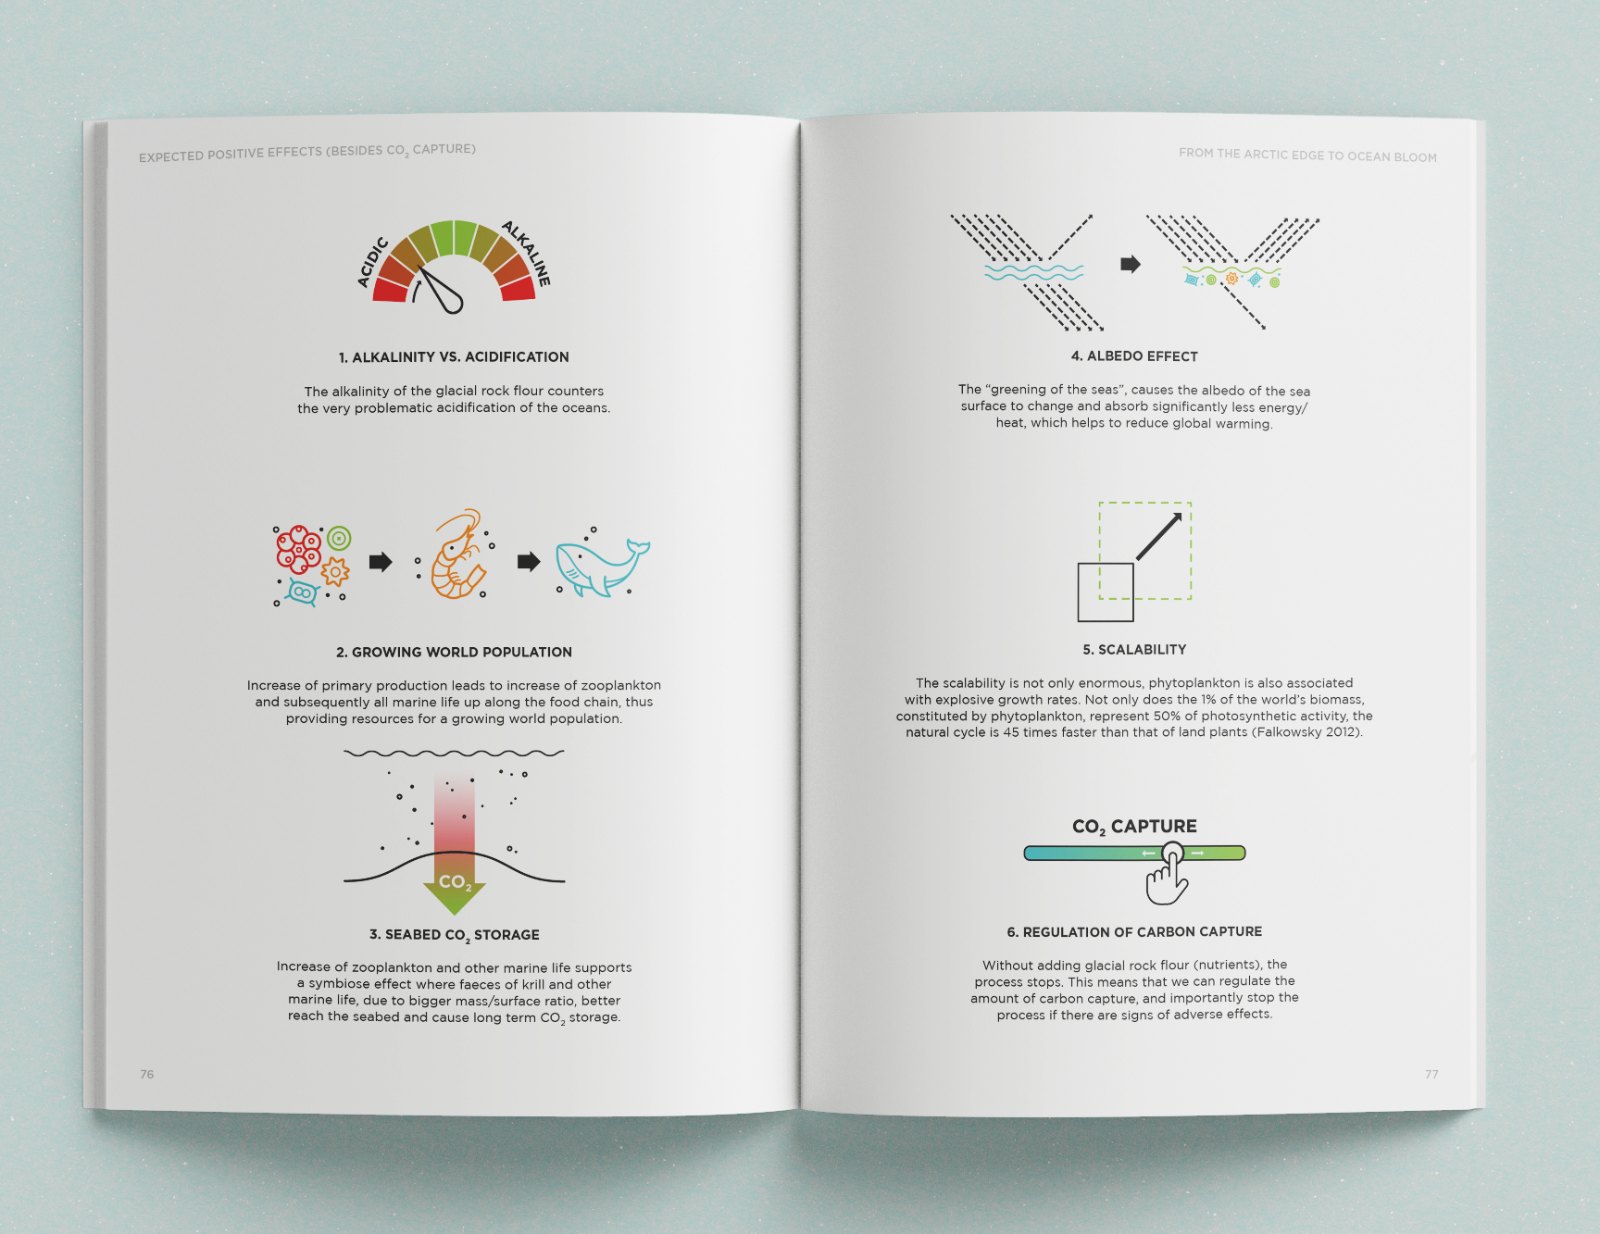 EXPECTED POSITIVE EFFECTS (BESIDES CO₂ CAPTURE)
ACIDIC
ALKALINE
1. ALKALINITY VS. ACIDIFICATION
The alkalinity of the glacial rock flour counters
the very problematic acidification of the oceans.
2. GROWING WORLD POPULATION
Increase of primary production leads to increase of zooplankton
and subsequently all marine life up along the food chain, thus
providing resources for a growing world population.
CO₂
3. SEABED CO₂ STORAGE
Increase of zooplankton and other marine life supports
a symbiose effect where faeces of krill and other
marine life, due to bigger mass/surface ratio, better
reach the seabed and cause long term CO₂ storage.
76
FROM THE ARCTIC EDGE TO OCEAN BLOOM
4. ALBEDO EFFECT
The “greening of the seas”, causes the albedo of the sea
surface to change and absorb significantly less energy/
heat, which helps to reduce global warming.
5. SCALABILITY
The scalability is not only enormous, phytoplankton is also associated
with explosive growth rates. Not only does the 1% of the world’s biomass,
constituted by phytoplankton, represent 50% of photosynthetic activity, the
natural cycle is 45 times faster than that of land plants (Falkowsky 2012).
CO₂ CAPTURE
6. REGULATION OF CARBON CAPTURE
Without adding glacial rock flour (nutrients), the
process stops. This means that we can regulate the
amount of carbon capture, and importantly stop the
process if there are signs of adverse effects.
77